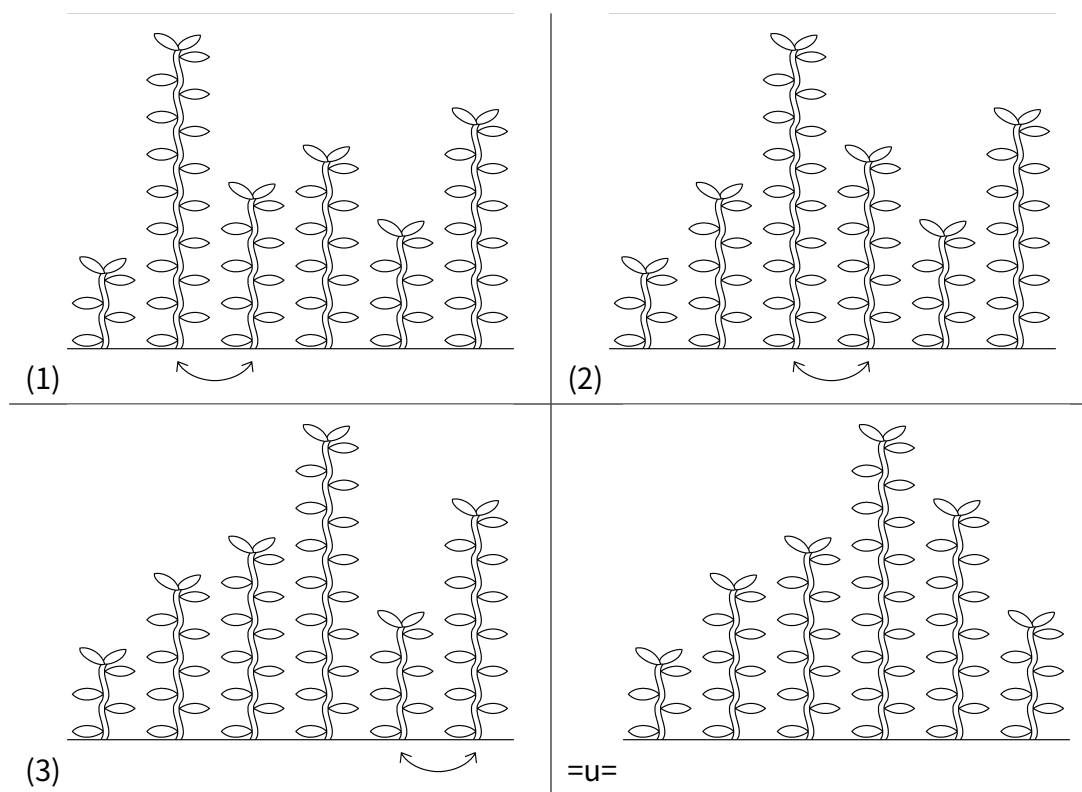 (1)
(2)
(3)
=u=